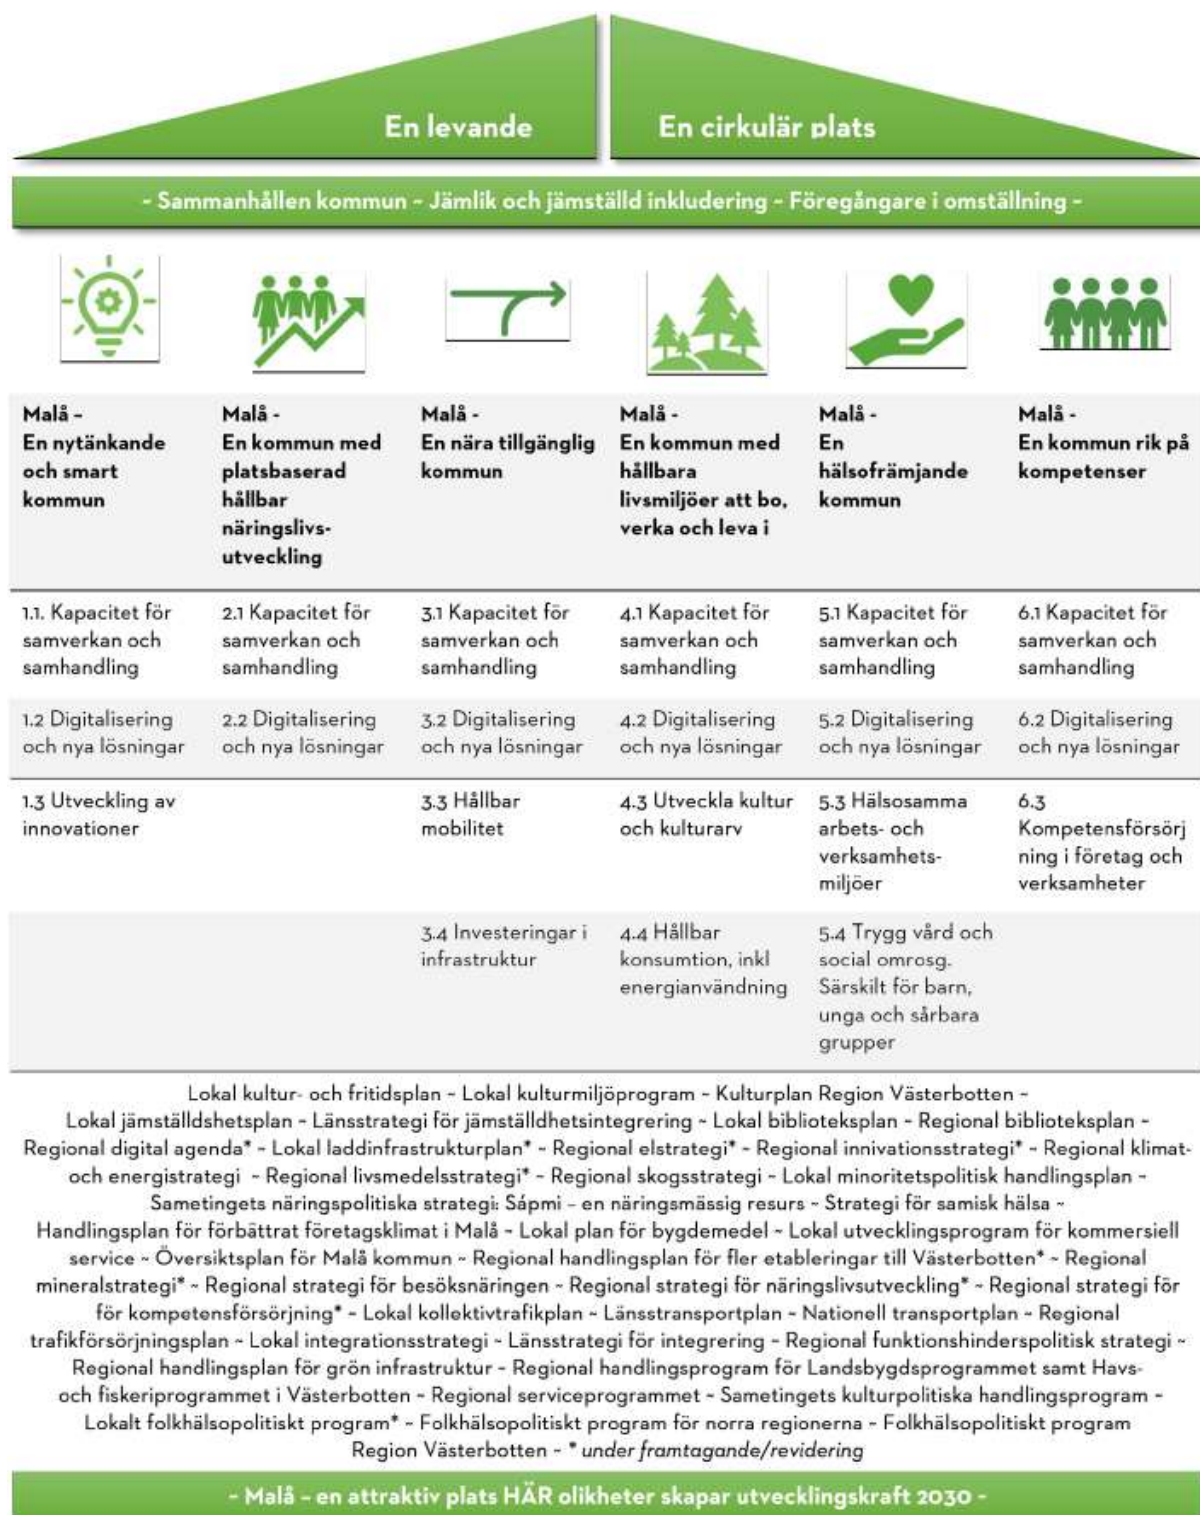 En levande
En cirkulär plats
~ Sammanhållen kommun ~ Jämlik och jämställd inkludering ~ Föregångare i omställning ~
Malå –
En nytänkande
och smart
kommun
Malå -
En kommun med
platsbaserad
hållbar
näringslivs-
utveckling
Malå -
En nära tillgänglig
kommun
Malå -
En kommun med
hållbara
livsmiljöer att bo,
verka och leva i
Malå -
En
hälsofrämjande
kommun
Malå -
En kommun rik på
kompetenser
1.1. Kapacitet för
samverkan och
samhandling
2.1 Kapacitet för
samverkan och
samhandling
3.1 Kapacitet för
samverkan och
samhandling
4.1 Kapacitet för
samverkan och
samhandling
5.1 Kapacitet för
samverkan och
samhandling
6.1 Kapacitet för
samverkan och
samhandling
1.2 Digitalisering
och nya lösningar
2.2 Digitalisering
och nya lösningar
3.2 Digitalisering
och nya lösningar
4.2 Digitalisering
och nya lösningar
5.2 Digitalisering
och nya lösningar
6.2 Digitalisering
och nya lösningar
1.3 Utveckling av
innovationer
3.3 Hållbar
mobilitet
4.3 Utveckla kultur
och kulturarv
5.3 Hälsosamma
arbets- och
verksamhets-
miljöer
6.3
Kompetensförsörj
ning i företag och
verksamheter
3.4 Investeringar i
infrastruktur
4.4 Hållbar
konsumtion, inkl
energianvändning
5.4 Trygg vård och
social omrosg.
Särskilt för barn,
unga och sårbara
grupper
Lokal kultur- och fritidsplan ~ Lokal kulturmiljöprogram ~ Kulturplan Region Västerbotten ~
Lokal jämställdshetsplan ~ Länsstrategi för jämställdhetsintegrering ~ Lokal biblioteksplan ~ Regional biblioteksplan ~
Regional digital agenda* ~ Lokal laddinfrastrukturplan* ~ Regional elstrategi* ~ Regional innivationsstrategi* ~ Regional klimat-
och energistrategi ~ Regional livsmedelsstrategi* ~ Regional skogsstrategi ~ Lokal minoritetspolitisk handlingsplan ~
Sametingets näringspolitiska strategi: Sápmi – en näringsmässig resurs ~ Strategi för samisk hälsa ~
Handlingsplan för förbättrat företagsklimat i Malå ~ Lokal plan för bygdemedel ~ Lokal utvecklingsprogram för kommersiell
service ~ Översiktsplan för Malå kommun ~ Regional handlingsplan för fler etableringar till Västerbotten* ~ Regional
mineralstrategi* ~ Regional strategi för besöksnäringen ~ Regional strategi för näringslivsutveckling* ~ Regional strategi för
för kompetensförsörjning* ~ Lokal kollektivtrafikplan ~ Länsstransportplan ~ Nationell transportplan ~ Regional
trafikförsörjningsplan ~ Lokal integrationsstrategi ~ Länsstrategi för integrering ~ Regional funktionshinderspolitisk strategi ~
Regional handlingsplan för grön infrastruktur ~ Regional handlingsprogram för Landsbygdsprogrammet samt Havs-
och fiskeriprogrammet i Västerbotten ~ Regional serviceprogrammet ~ Sametingets kulturpolitiska handlingsprogram ~
Lokalt folkhälsopolitiskt program* ~ Folkhälsopolitiskt program för norra regionerna ~ Folkhälsopolitiskt program
Region Västerbotten ~ * under framtagande/revidering
~ Malå – en attraktiv plats HÄR olikheter skapar utvecklingskraft 2030 ~